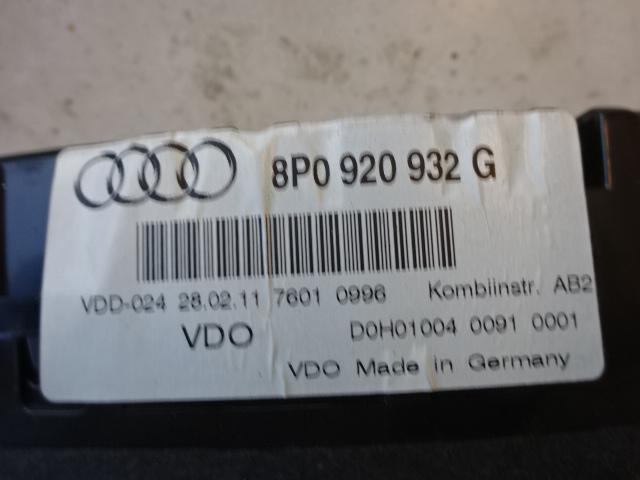 8P0 920 932 G
VDD-024 28.02.11 7601 0996 Kombiinstr. AB2
VDO D0H01004 0091 0001
VDO Made in Germany